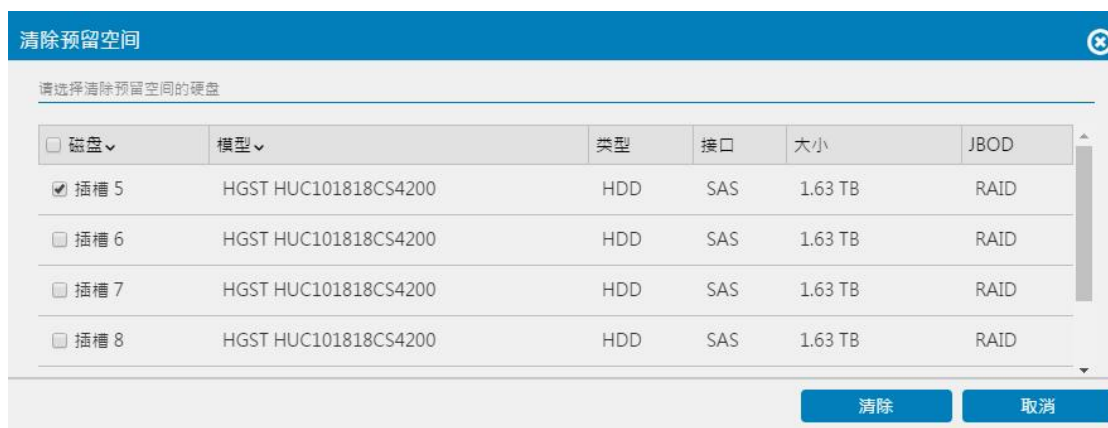 清除预留空间
请选择清除预留空间的硬盘
磁盘 模型 类型 接口 大小 JBOD
插槽 5 HGST HUC101818CS4200 HDD SAS 1.63 TB RAID
插槽 6 HGST HUC101818CS4200 HDD SAS 1.63 TB RAID
插槽 7 HGST HUC101818CS4200 HDD SAS 1.63 TB RAID
插槽 8 HGST HUC101818CS4200 HDD SAS 1.63 TB RAID
清除 取消